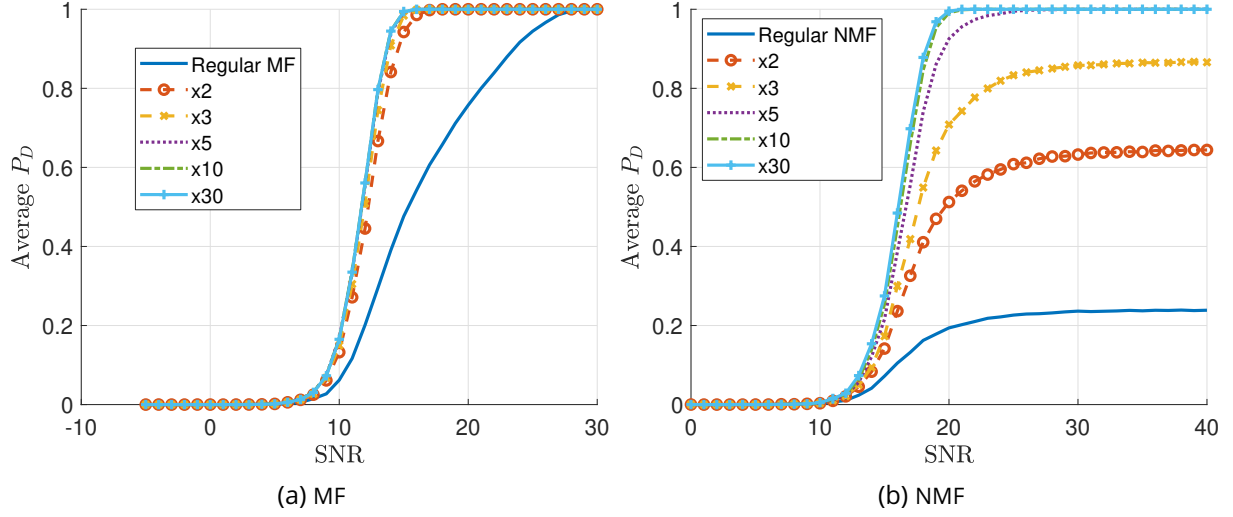 Average P_D
1
0.8
0.6
0.4
0.2
0
-10
0
10
20
30
SNR
Regular MF
x2
x3
x5
x10
x30
(a) MF
Average P_D
1
0.8
0.6
0.4
0.2
0
0
10
20
30
40
SNR
Regular NMF
x2
x3
x5
x10
x30
(b) NMF